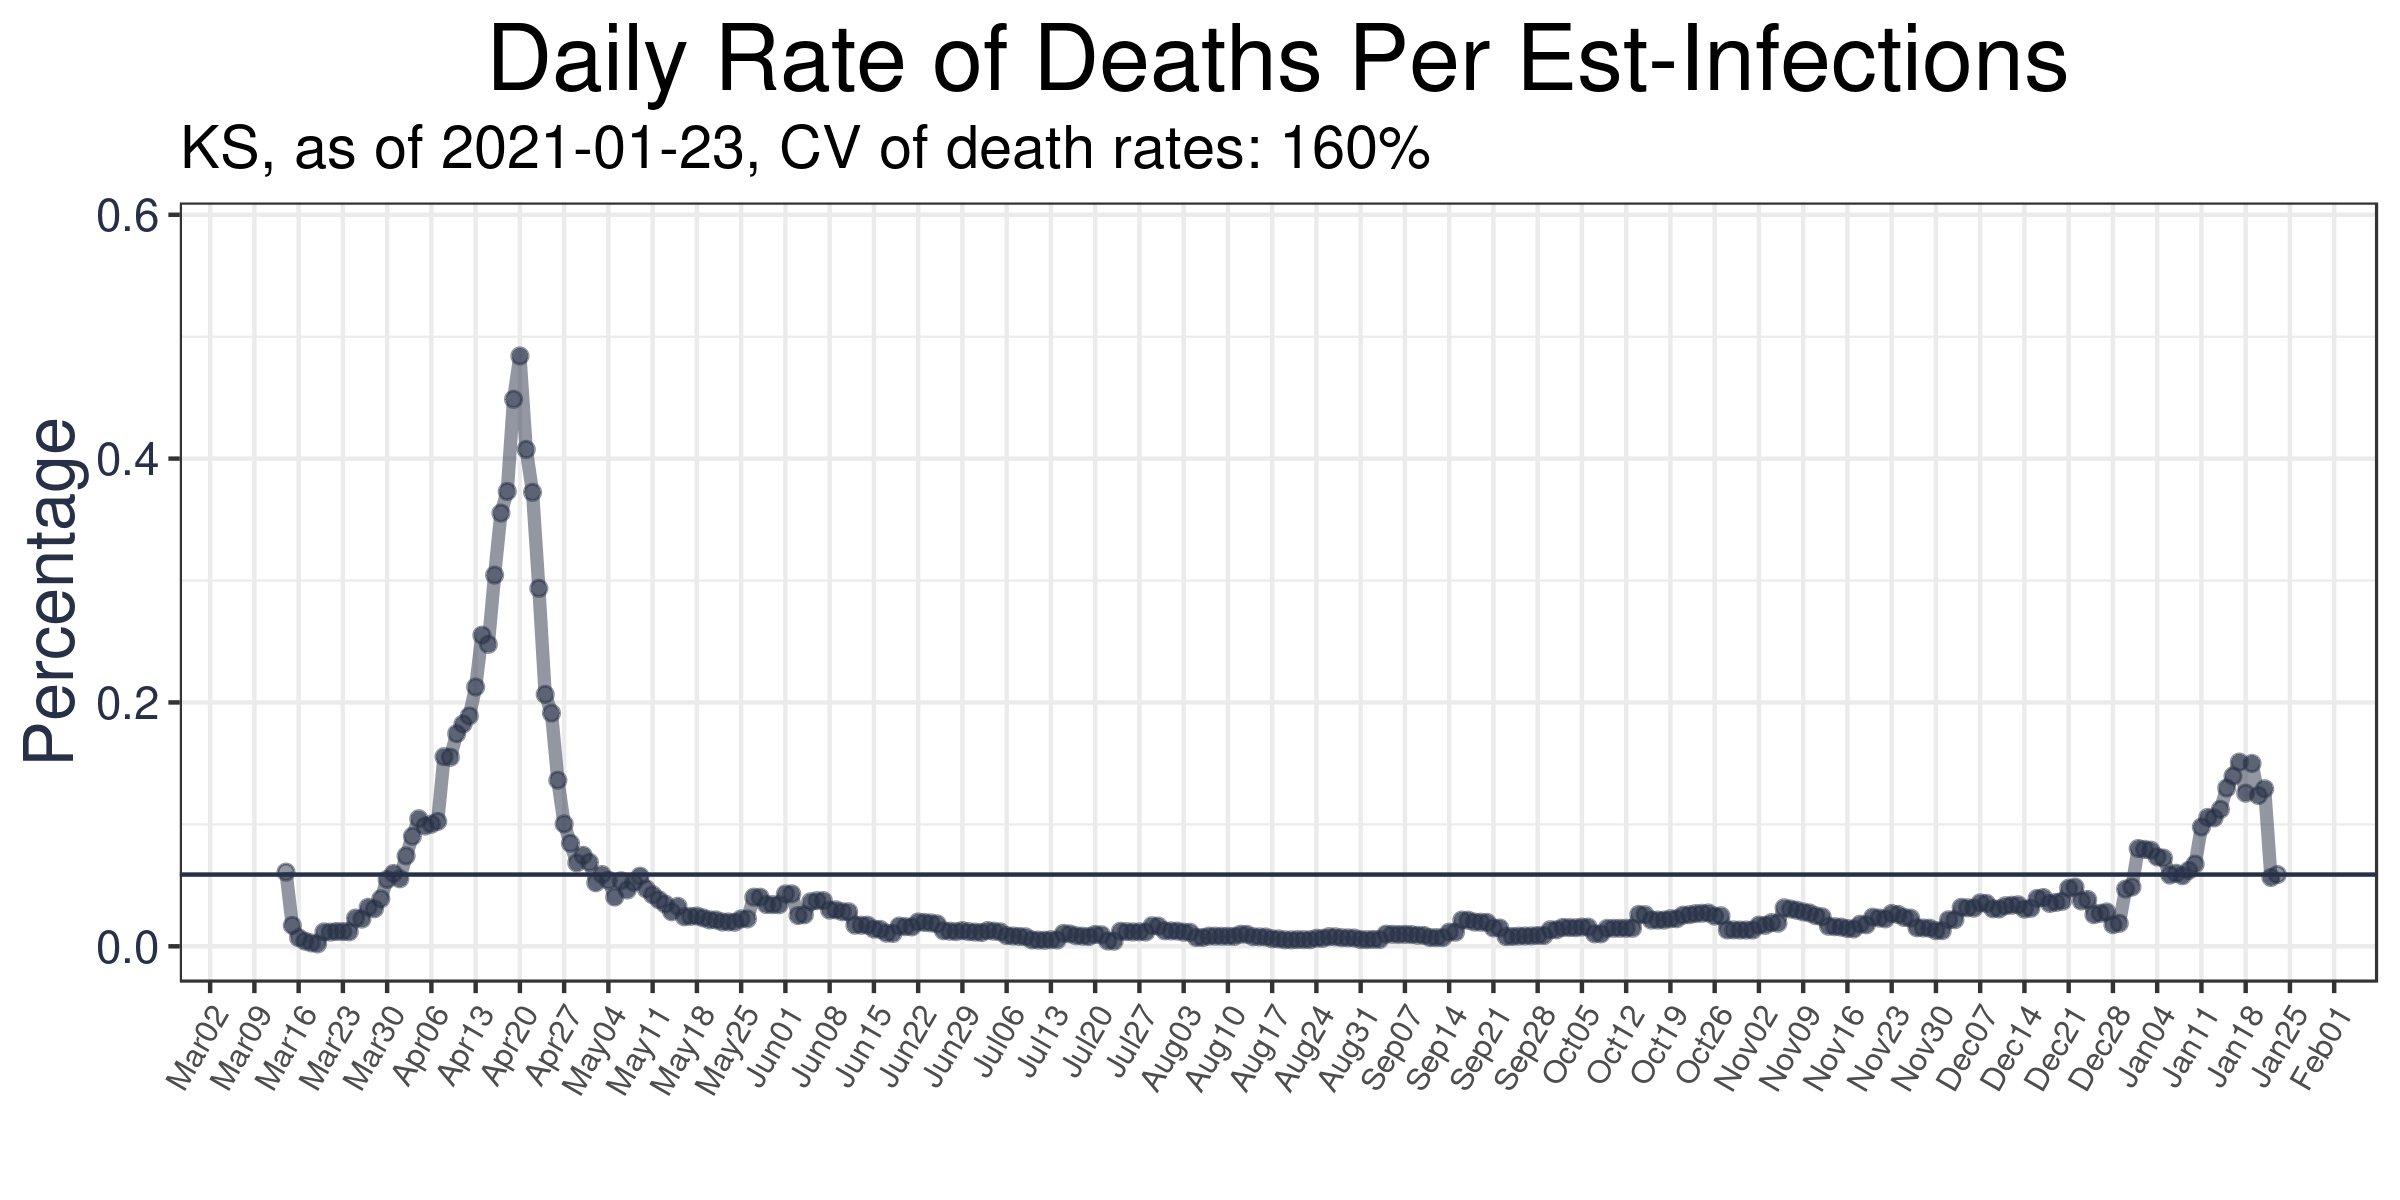 Daily Rate of Deaths Per Est-Infections
KS, as of 2021-01-23, CV of death rates: 160%
Percentage
0.6
0.4
0.2
0.0
Mar02
Mar09
Mar16
Mar23
Mar30
Apr06
Apr13
Apr20
Apr27
May04
May11
May18
May25
Jun01
Jun08
Jun15
Jun22
Jun29
Jul06
Jul13
Jul20
Jul27
Aug03
Aug10
Aug17
Aug24
Aug31
Sep07
Sep14
Sep21
Sep28
Oct05
Oct12
Oct19
Oct26
Nov02
Nov09
Nov16
Nov23
Nov30
Dec07
Dec14
Dec21
Dec28
Jan04
Jan11
Jan18
Jan25
Feb01